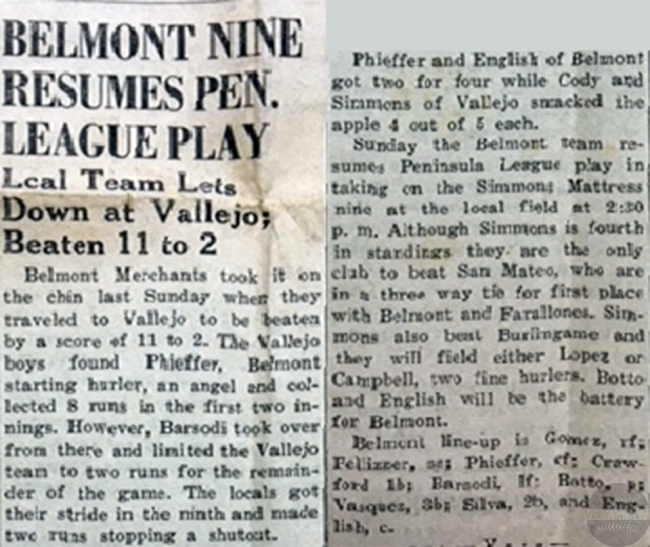 BELMONT NINE
RESUMES PEN.
LEAGUE PLAY
Lcal Team Lets
Down at Vallejo;
Beaten 11 to 2
Belmont Merchants took it on
the chin last Sunday when they
traveled to Vallejo to be beaten
by a score of 11 to 2. The Vallejo
boys found Phieffer, Belmont
starting hurler, an angel and col-
lected 8 runs in the first two in-
nings. However, Barsodi took over
from there and limited the Vallejo
team to two runs for the remain-
der of the game. The locals got
their stride in the ninth and made
two runs stopping a shutout.
Phieffer and English of Belmont
got two for four while Cody and
Simmons of Vallejo smacked the
apple 4 out of 5 each.
Sunday the Belmont team re-
sumes Peninsula League play in
taking on the Simmons Mattress
nine at the local field at 2:30
p. m. Although Simmons is fourth
in standings they are the only
club to beat San Mateo, who are
in a three way tie for first place
with Belmont and Farallones. Sim-
mons also beat Burlingame and
they will field either Lopez or
Campbell, two fine hurlers. Botto
and English will be the battery
for Belmont.
Belmont line-up is Gomez, rf;
Pellizzer, ss; Phieffer, cf; Craw-
ford 1b; Barsodi, lf; Botto, p;
Vasques, 3b; Silva, 2b, and Eng-
lish, c.